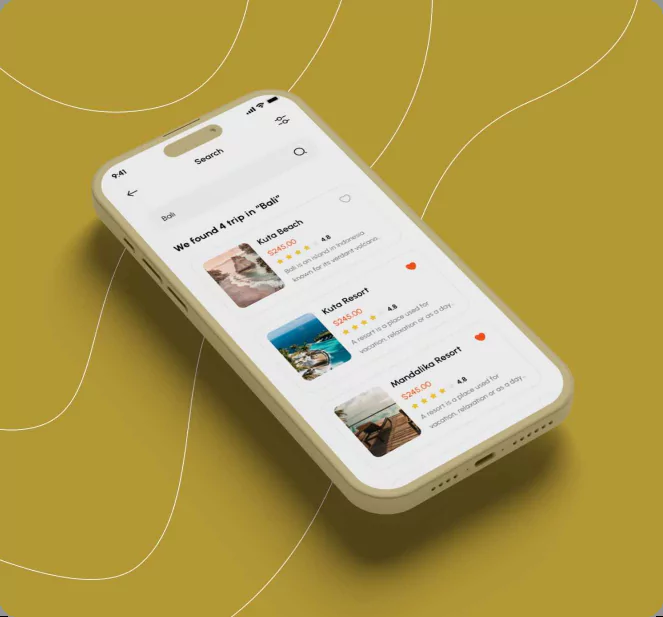 9:41
Search
Bali
We found 4 trip in "Bali"
Kuta Beach
$245.00
4.8
Bali is an island in Indonesia
known for its verdant volcano..
Kuta Resort
$245.00
4.8
A resort is a place used for
vacation, relaxation or as a day..
Mandalika Resort
$245.00
4.8
A resort is a place used for
vacation, relaxation or as a day...